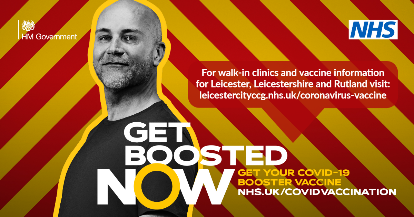 HM Government
NHS
For walk-in clinics and vaccine information
for Leicester, Leicestershire and Rutland visit:
leicestercityccg.nhs.uk/coronavirus-vaccine
GET
BOOSTED
NOW
GET YOUR COVID-19
BOOSTER VACCINE
NHS.UK/COVIDVACCINATION